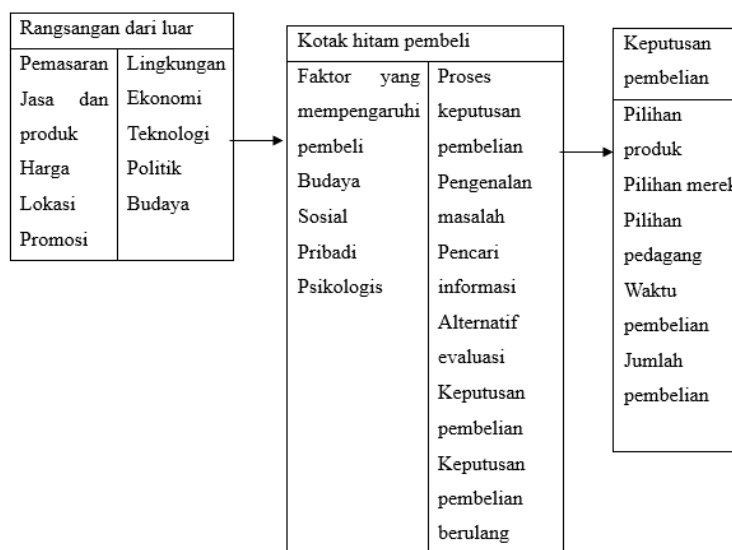 Rangsangan dari luar
Pemasaran
Jasa dan
produk
Harga
Lokasi
Promosi
Lingkungan
Ekonomi
Teknologi
Politik
Budaya
Kotak hitam pembeli
Faktor yang
mempengaruhi
pembeli
Budaya
Sosial
Pribadi
Psikologis
Proses
keputusan
pembelian
Pengenalan
masalah
Pencari
informasi
Alternatif
evaluasi
Keputusan
pembelian
Keputusan
pembelian
berulang
Keputusan
pembelian
Pilihan
produk
Pilihan merek
Pilihan
pedagang
Waktu
pembelian
Jumlah
pembelian